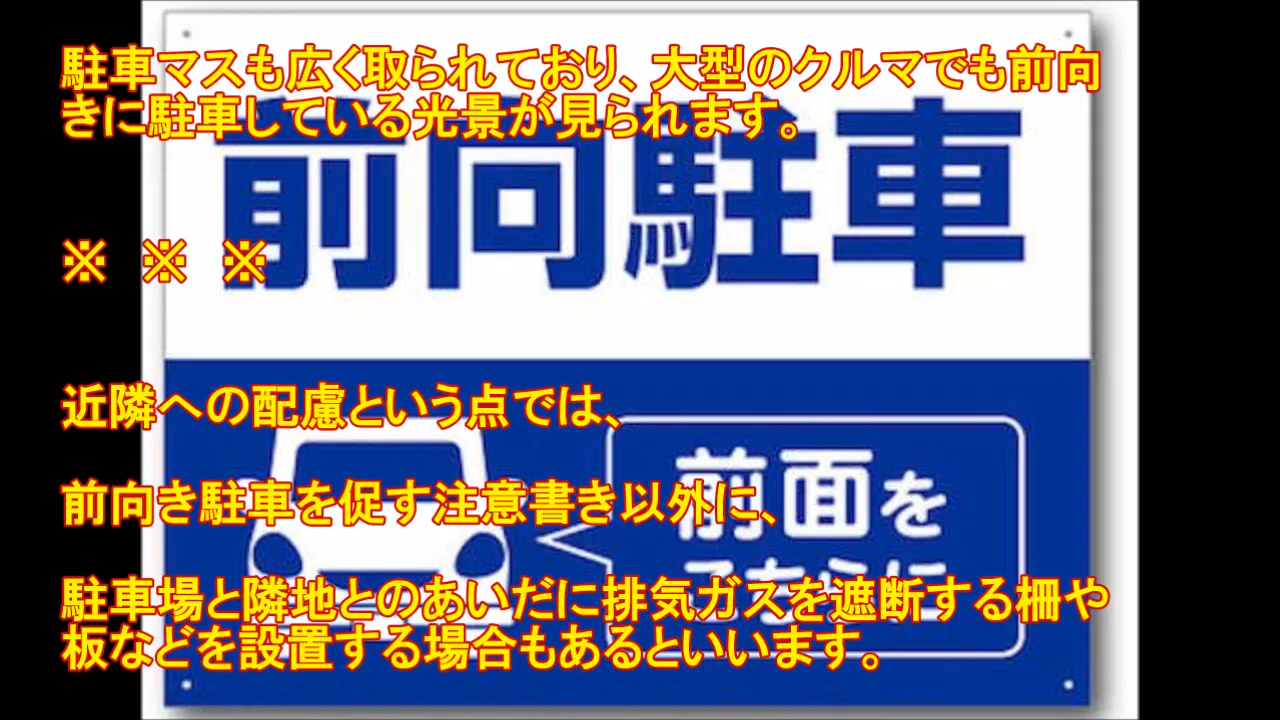 駐車マスも広く取られており、大型のクルマでも前向
きに駐車している光景が見られます。
前向駐車
※ ※ ※
近隣への配慮という点では、
前面を
前向き駐車を促す注意書き以外に、
こちらに
駐車場と隣地とのあいだに排気ガスを遮断する柵や
板などを設置する場合もあるといいます。